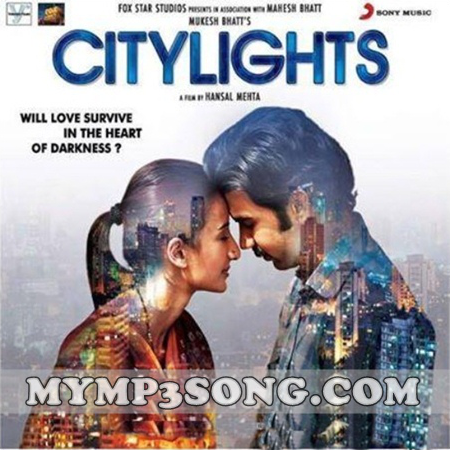 FOX STAR STUDIOS PRESENTS IN ASSOCIATION WITH MAHESH BHATT
SONY MUSIC
MUKESH BHATT'S
CITYLIGHTS
A FILM BY HANSAL MEHTA
WILL LOVE SURVIVE
IN THE HEART
OF DARKNESS ?
MYMP3SONG.COM